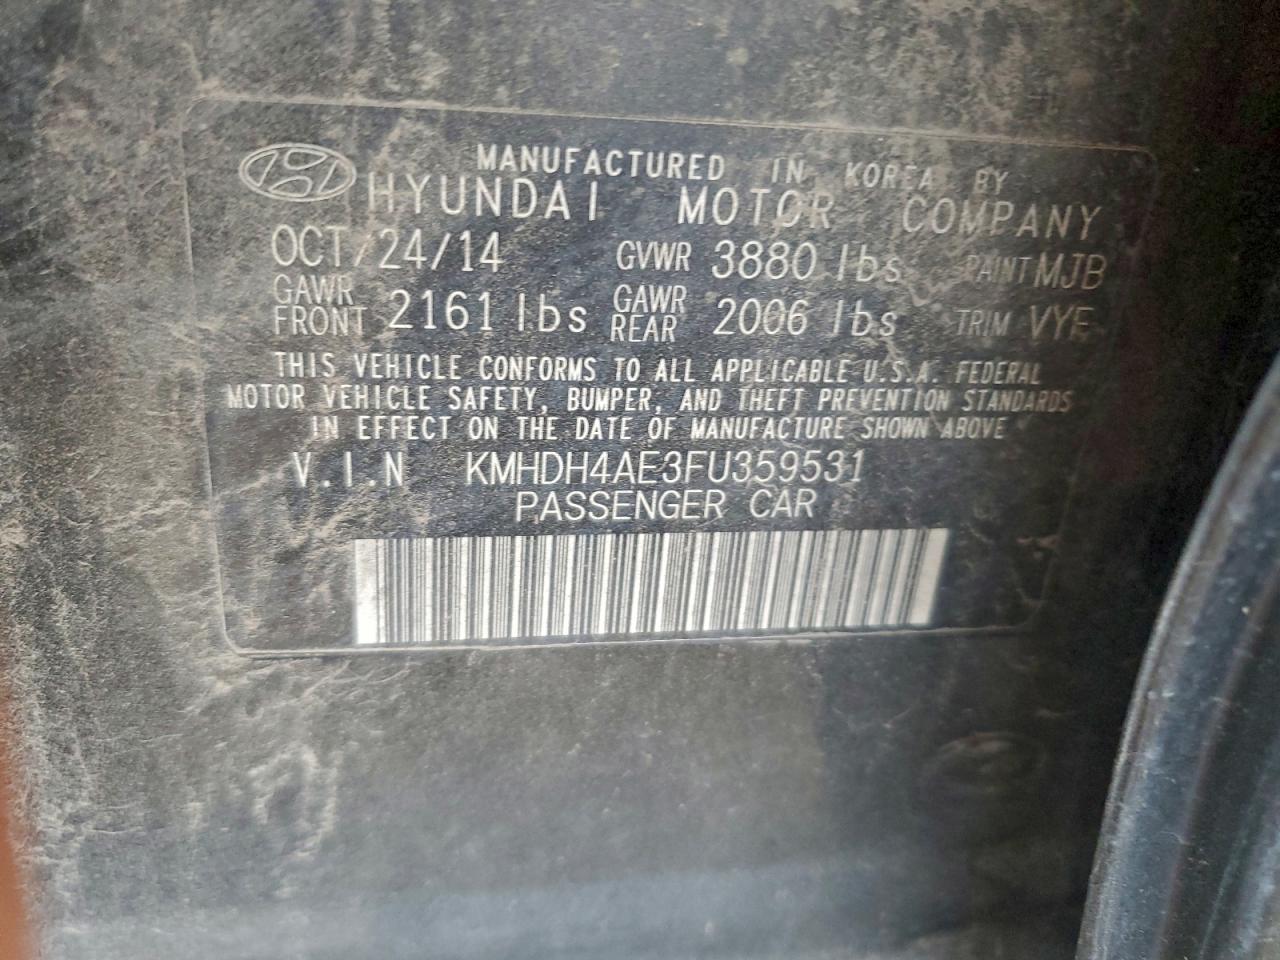 MANUFACTURED IN KOREA BY
HYUNDAI MOTOR COMPANY
OCT/24/14 GVWR 3880 lbs PAINT MJB
GAWR FRONT 2161 lbs GAWR REAR 2006 lbs TRIM VYE
THIS VEHICLE CONFORMS TO ALL APPLICABLE U.S.A. FEDERAL
MOTOR VEHICLE SAFETY, BUMPER, AND THEFT PREVENTION STANDARDS
IN EFFECT ON THE DATE OF MANUFACTURE SHOWN ABOVE
V.I.N KMHDH4AE3FU359531
PASSENGER CAR